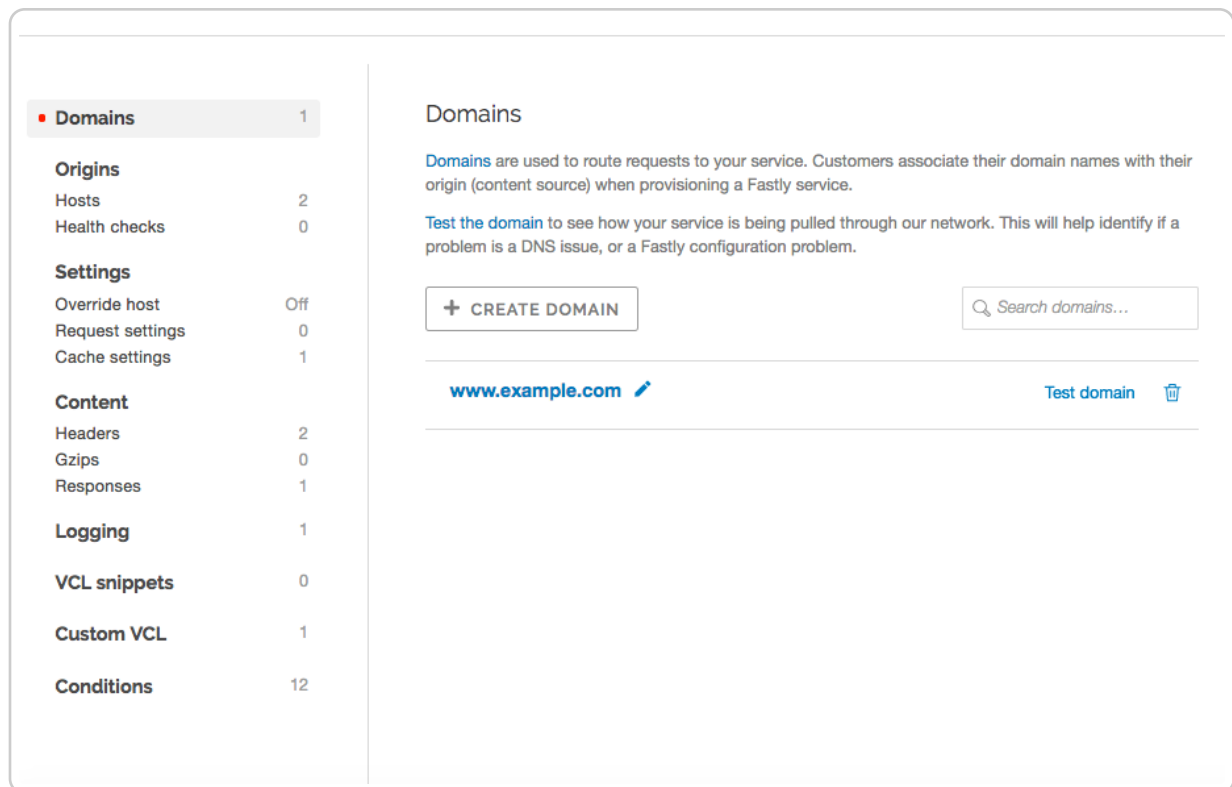 Domains 1
Origins
Hosts 2
Health checks 0
Settings
Override host Off
Request settings 0
Cache settings 1
Content
Headers 2
Gzips 0
Responses 1
Logging 1
VCL snippets 0
Custom VCL 1
Conditions 12
Domains
Domains are used to route requests to your service. Customers associate their domain names with their
origin (content source) when provisioning a Fastly service.
Test the domain to see how your service is being pulled through our network. This will help identify if a
problem is a DNS issue, or a Fastly configuration problem.
+ CREATE DOMAIN
Search domains...
www.example.com
Test domain